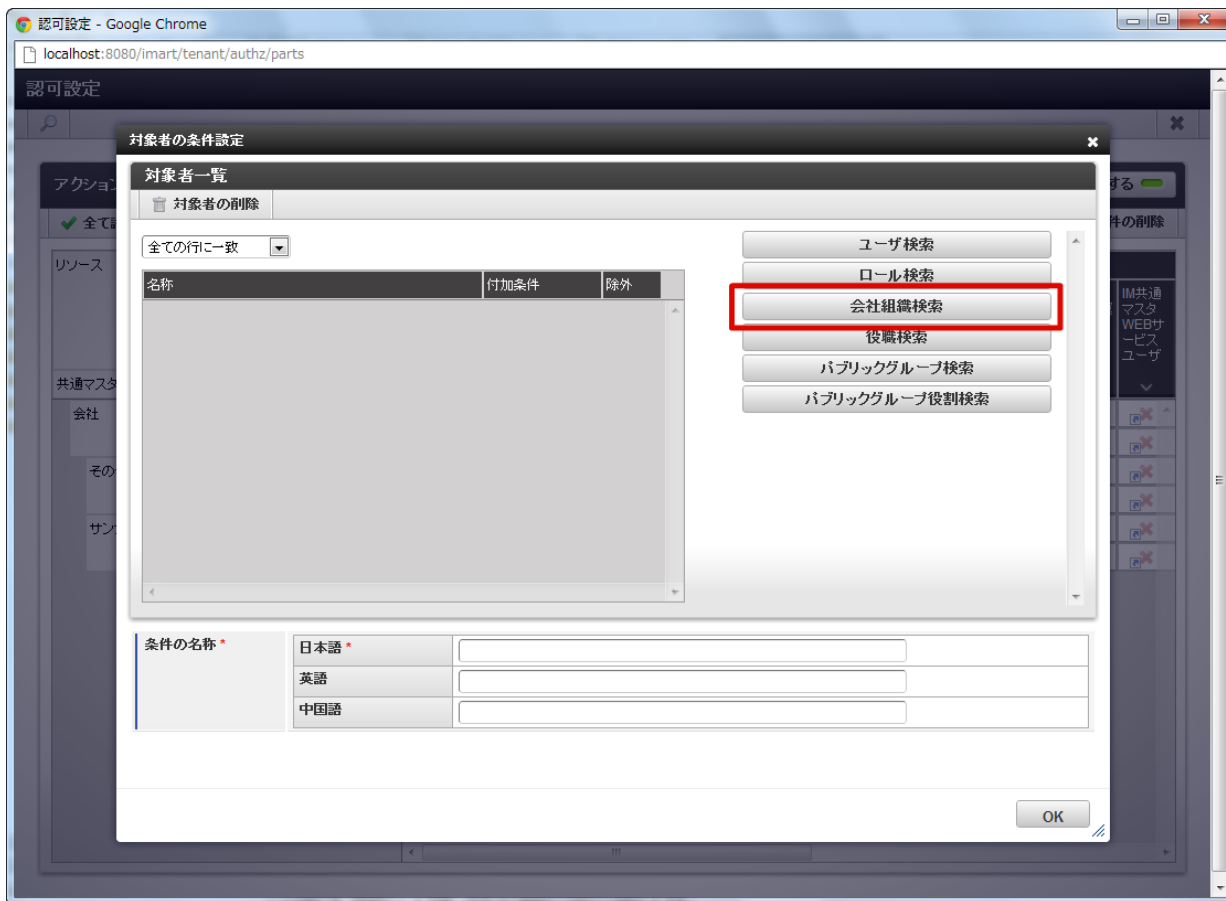 認可設定 - Google Chrome
localhost:8080/imart/tenant/authz/parts
認可設定
対象者の条件設定
対象者一覧
アクション
する
対象者の削除
全て
件の削除
全ての行に一致
ユーザ検索
リソース
ロール検索
名称
付加条件
除外
会社組織検索
IM共通
マスタ
WEBサ
ービス
ユーザ
役職検索
パブリックグループ検索
共通マスタ
パブリックグループ役割検索
会社
その
サン
条件の名称 *
日本語 *
英語
中国語
OK